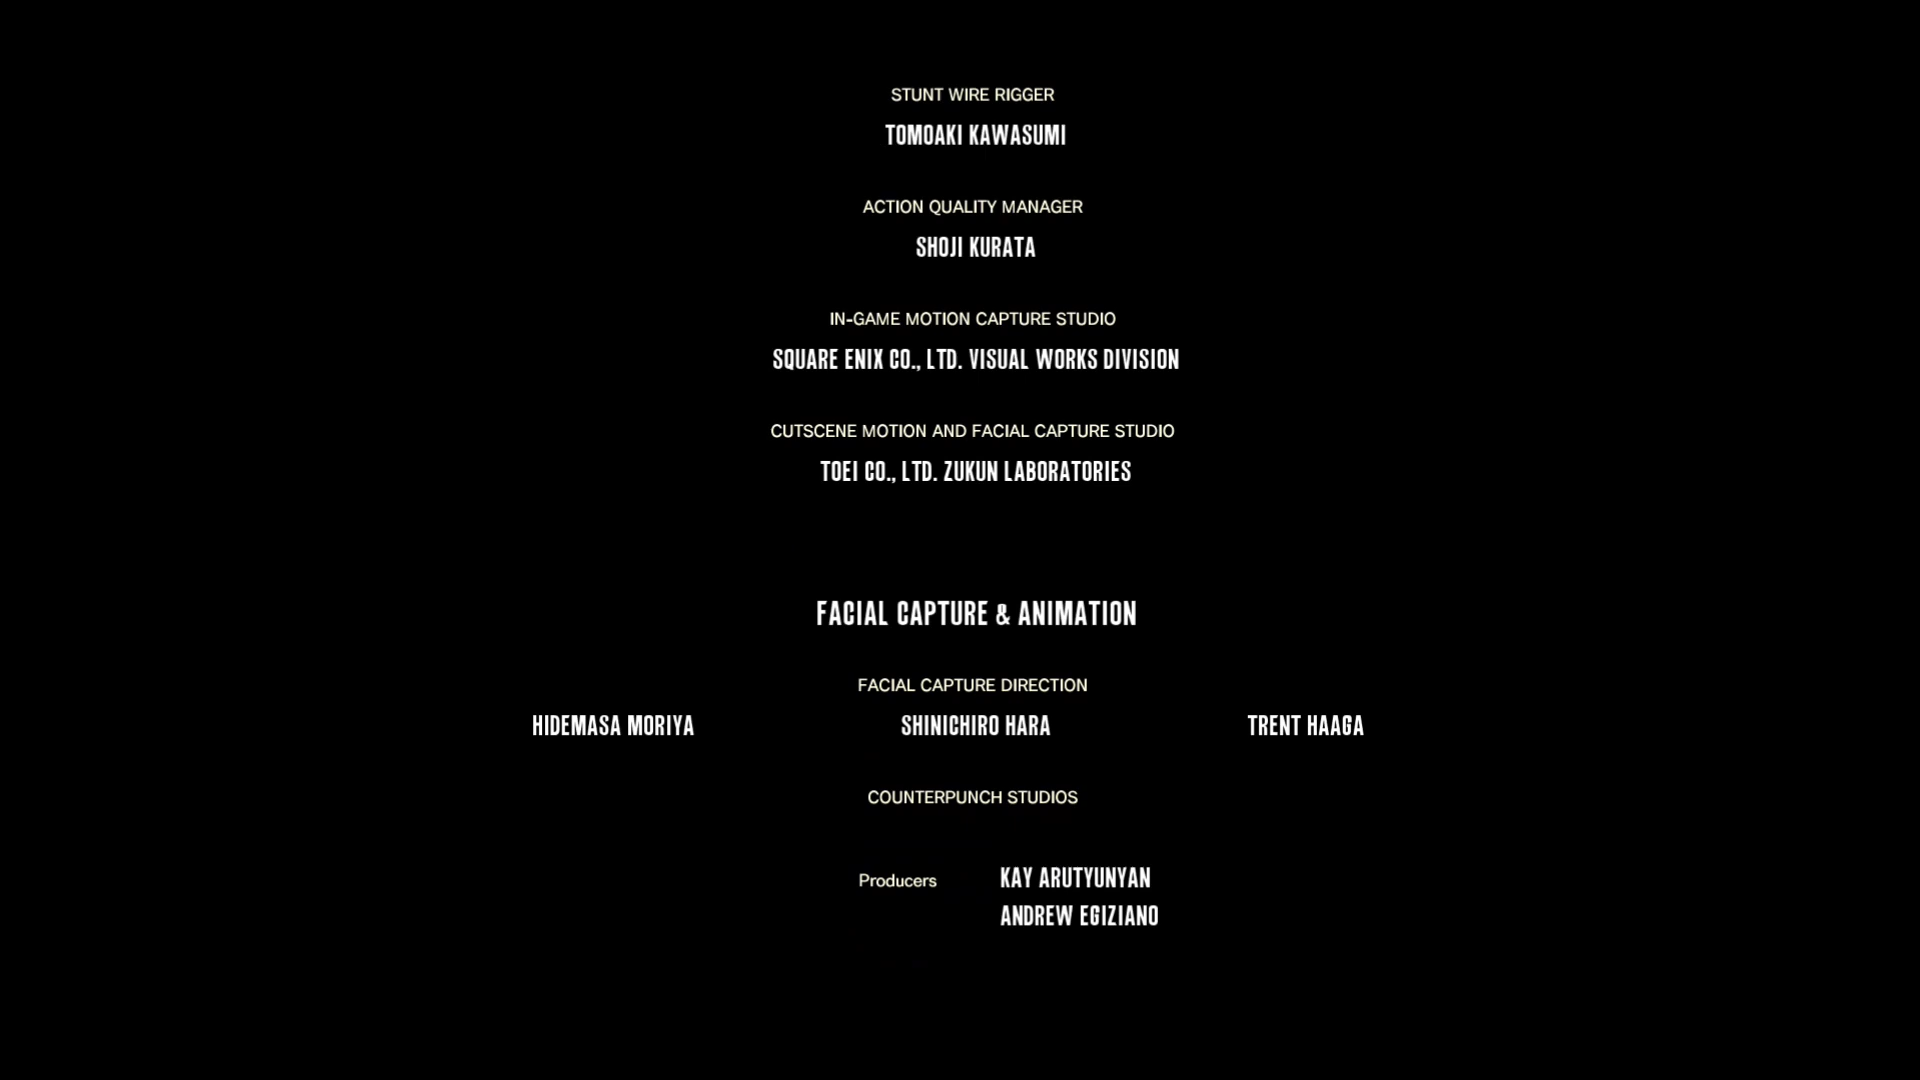 STUNT WIRE RIGGER
TOMOAKI KAWASUMI
ACTION QUALITY MANAGER
SHOJI KURATA
IN-GAME MOTION CAPTURE STUDIO
SQUARE ENIX CO., LTD. VISUAL WORKS DIVISION
CUTSCENE MOTION AND FACIAL CAPTURE STUDIO
TOEI CO., LTD. ZUKUN LABORATORIES
FACIAL CAPTURE & ANIMATION
FACIAL CAPTURE DIRECTION
HIDEMASA MORIYA SHINICHIRO HARA TRENT HAAGA
COUNTERPUNCH STUDIOS
Producers KAY ARUTYUNYAN
ANDREW EGIZIANO